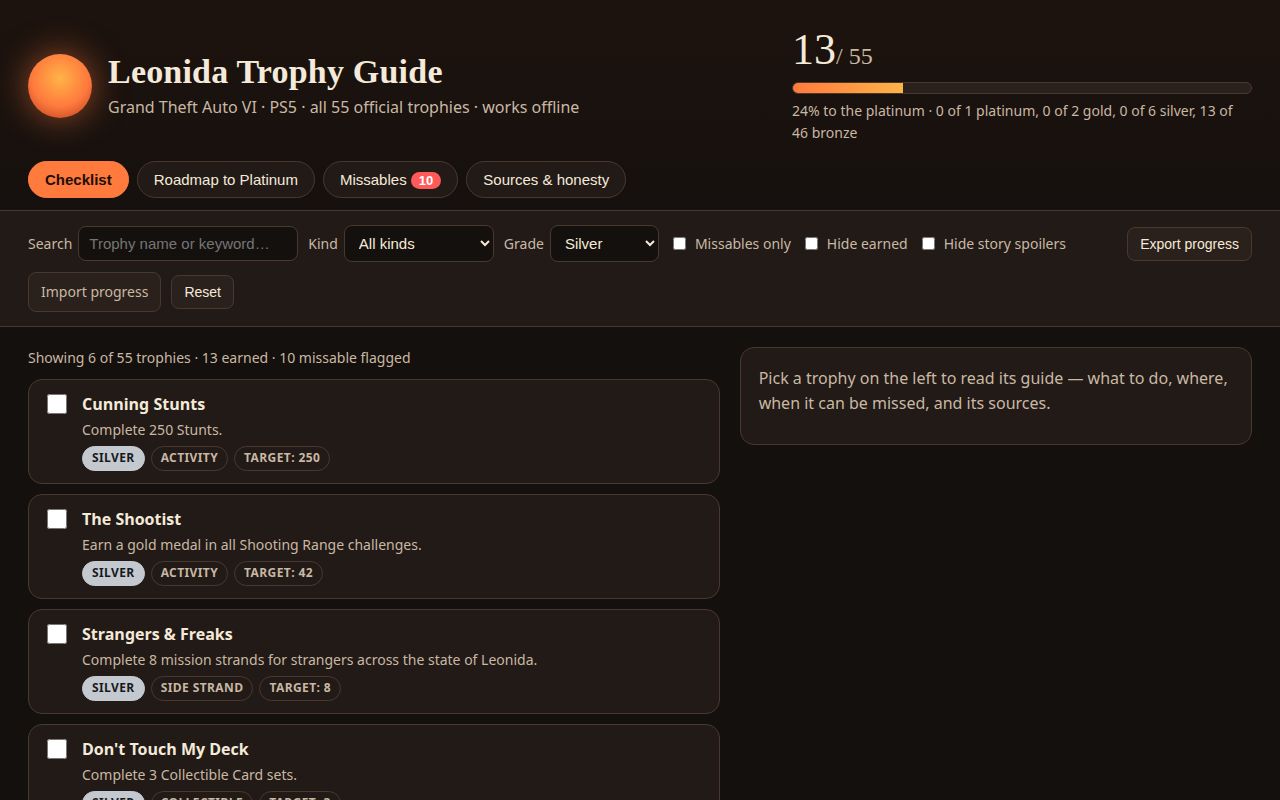 Leonida Trophy Guide
Grand Theft Auto VI · PS5 · all 55 official trophies · works offline
13/ 55
24% to the platinum · 0 of 1 platinum, 0 of 2 gold, 0 of 6 silver, 13 of
46 bronze
Checklist Roadmap to Platinum Missables 10 Sources & honesty
Search Trophy name or keyword… Kind All kinds Grade Silver Missables only Hide earned Hide story spoilers Export progress
Import progress Reset
Showing 6 of 55 trophies · 13 earned · 10 missable flagged
Cunning Stunts
Complete 250 Stunts.
SILVER ACTIVITY TARGET: 250
The Shootist
Earn a gold medal in all Shooting Range challenges.
SILVER ACTIVITY TARGET: 42
Strangers & Freaks
Complete 8 mission strands for strangers across the state of Leonida.
SILVER SIDE STRAND TARGET: 8
Don't Touch My Deck
Complete 3 Collectible Card sets.
SILVER COLLECTIBLE TARGET: 3
Pick a trophy on the left to read its guide — what to do, where,
when it can be missed, and its sources.